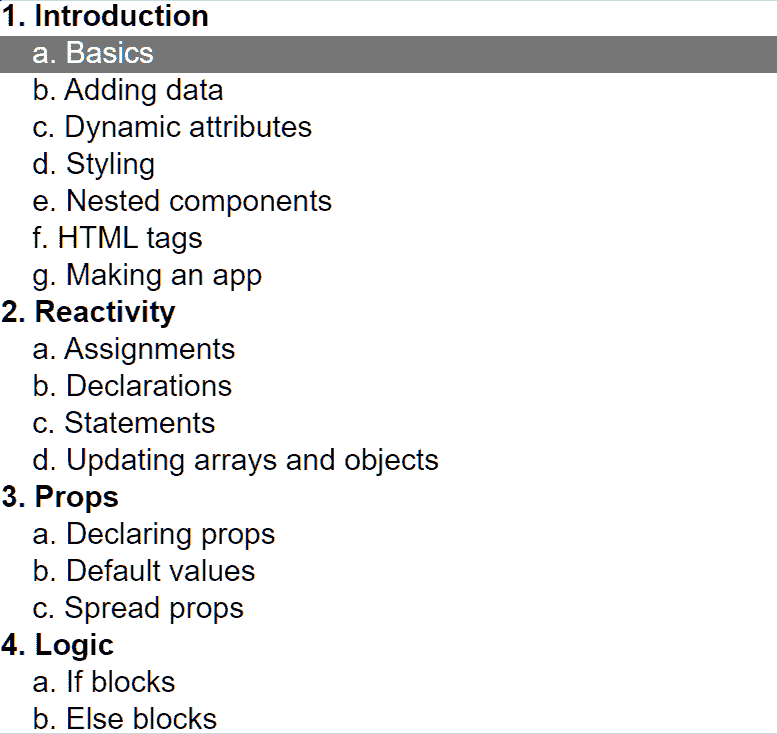 1. Introduction
a. Basics
b. Adding data
c. Dynamic attributes
d. Styling
e. Nested components
f. HTML tags
g. Making an app
2. Reactivity
a. Assignments
b. Declarations
c. Statements
d. Updating arrays and objects
3. Props
a. Declaring props
b. Default values
c. Spread props
4. Logic
a. If blocks
b. Else blocks